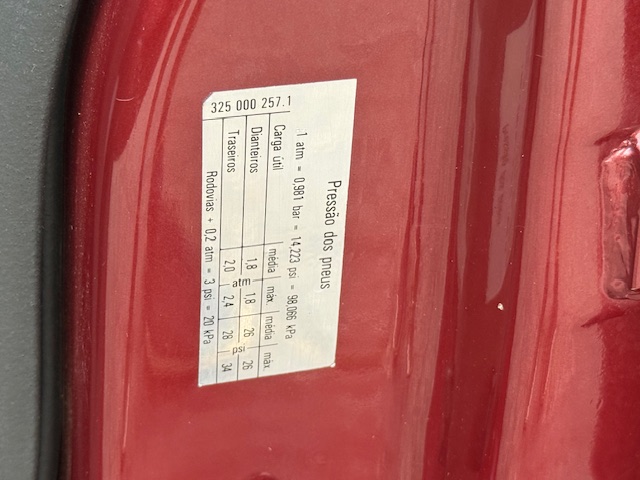 Pressão dos pneus
1 atm = 0,981 bar = 14,223 psi = 98,066 kPa
Carga útil média máx. média máx.
Dianteiros 1,8 1,8 26 26
atm psi
Traseiros 2,0 2,4 28 34
Rodovias + 0,2 atm = 3 psi = 20 kPa
325 000 257.1